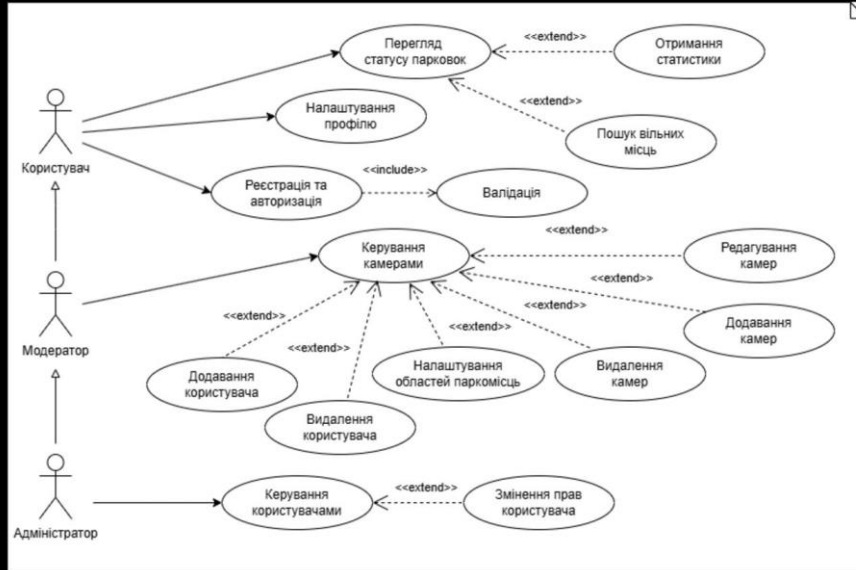 <<extend>>
Перегляд
статусу парковок
Отримання
статистики
<<extend>>
Налаштування
профілю
Пошук вільних
місць
Користувач
<<include>>
Реєстрація та
авторизація
Валідація
<<extend>>
Керування
камерами
Редагування
камер
<<extend>>
<<extend>>
<<extend>>
Додавання
камер
<<extend>>
<<extend>>
Модератор
Додавання
користувача
Налаштування
областей паркомісць
Видалення
камер
Видалення
користувача
<<extend>>
Керування
користувачами
Змінення прав
користувача
Адміністратор